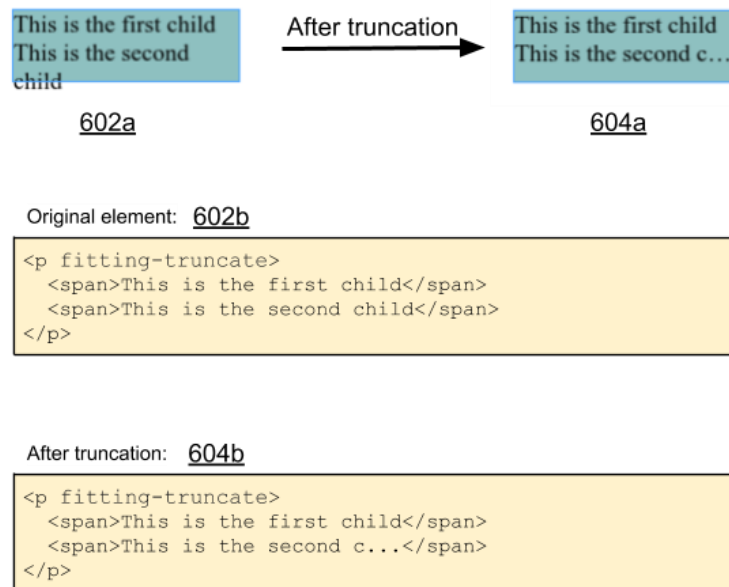 This is the first child
This is the second
child
After truncation
This is the first child
This is the second c...
602a
604a
Original element: 602b
<p fitting-truncate>
  <span>This is the first child</span>
  <span>This is the second child</span>
</p>
After truncation: 604b
<p fitting-truncate>
  <span>This is the first child</span>
  <span>This is the second c...</span>
</p>